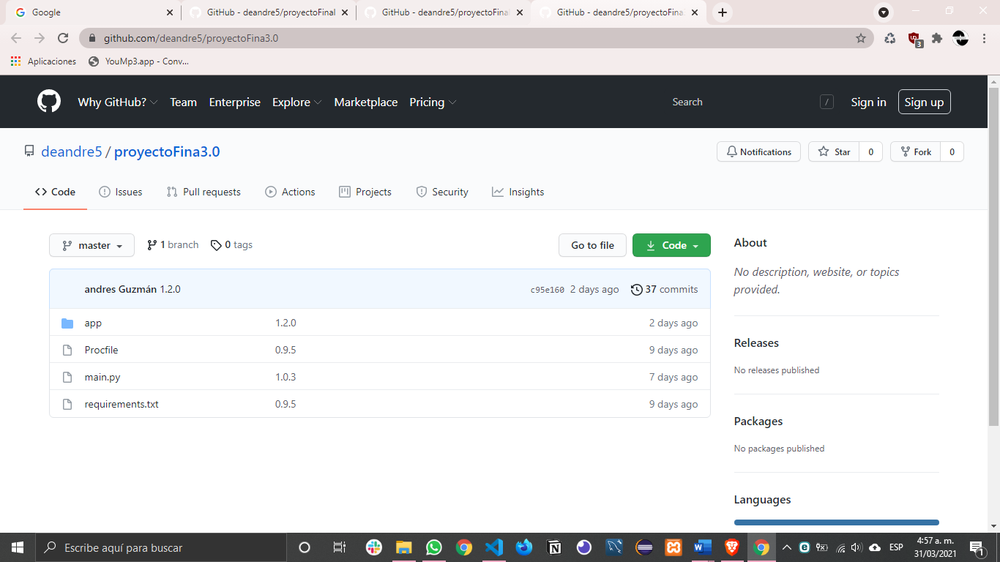 Google
GitHub - deandre5/proyectoFinal
GitHub - deandre5/proyectoFinal
GitHub - deandre5/proyectoFina3
github.com/deandre5/proyectoFina3.0
3
Aplicaciones
YouMp3.app - Conv...
Why GitHub?
Team
Enterprise
Explore
Marketplace
Pricing
Search
/
Sign in
Sign up
deandre5 / proyectoFina3.0
Notifications
Star 0
Fork 0
Code
Issues
Pull requests
Actions
Projects
Security
Insights
master
1 branch
0 tags
Go to file
Code
andres Guzmán 1.2.0 c95e160 2 days ago 37 commits
app 1.2.0 2 days ago
Procfile 0.9.5 9 days ago
main.py 1.0.3 7 days ago
requirements.txt 0.9.5 9 days ago
About
No description, website, or topics
provided.
Releases
No releases published
Packages
No packages published
Languages
Escribe aquí para buscar
ESP
4:57 a. m.
31/03/2021
1